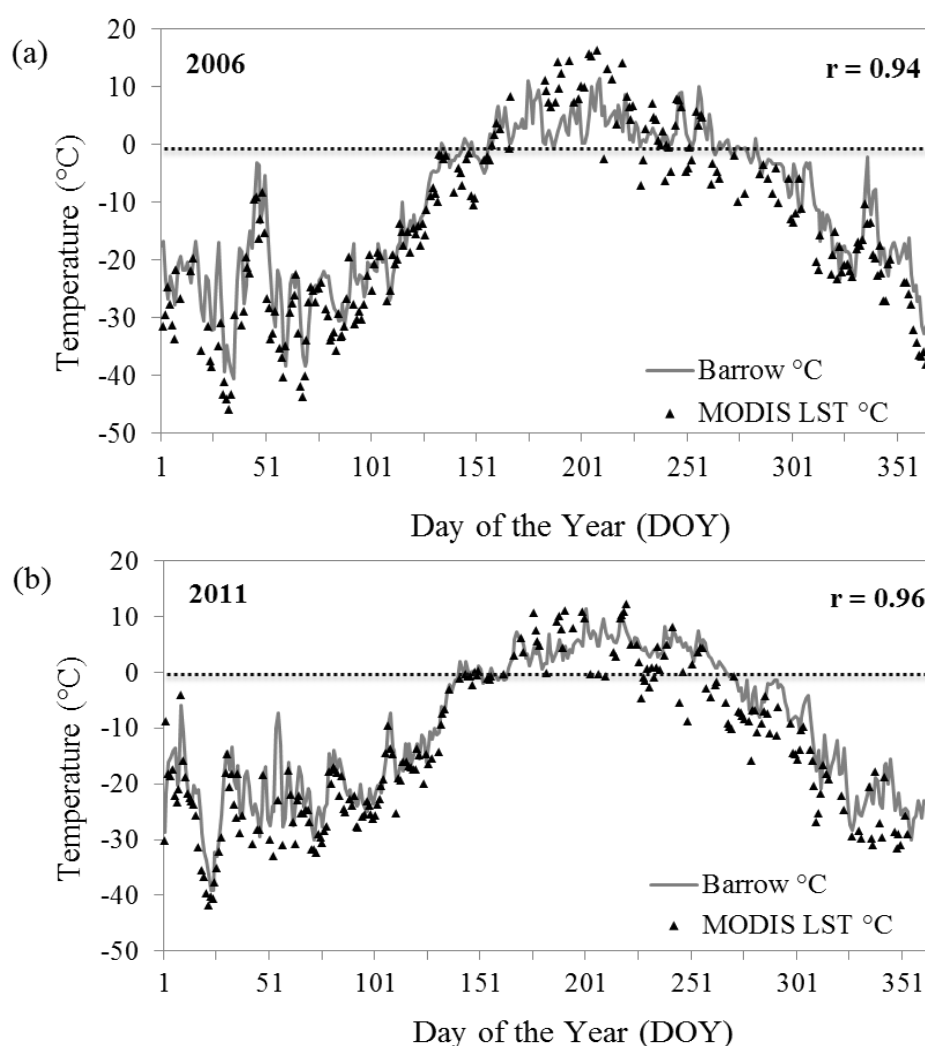 (a)
2006
r = 0.94
20
10
0
-10
-20
-30
-40
-50
Temperature (°C)
Barrow °C
MODIS LST °C
1 51 101 151 201 251 301 351
Day of the Year (DOY)
(b)
2011
r = 0.96
20
10
0
-10
-20
-30
-40
-50
Temperature (°C)
Barrow °C
MODIS LST °C
1 51 101 151 201 251 301 351
Day of the Year (DOY)